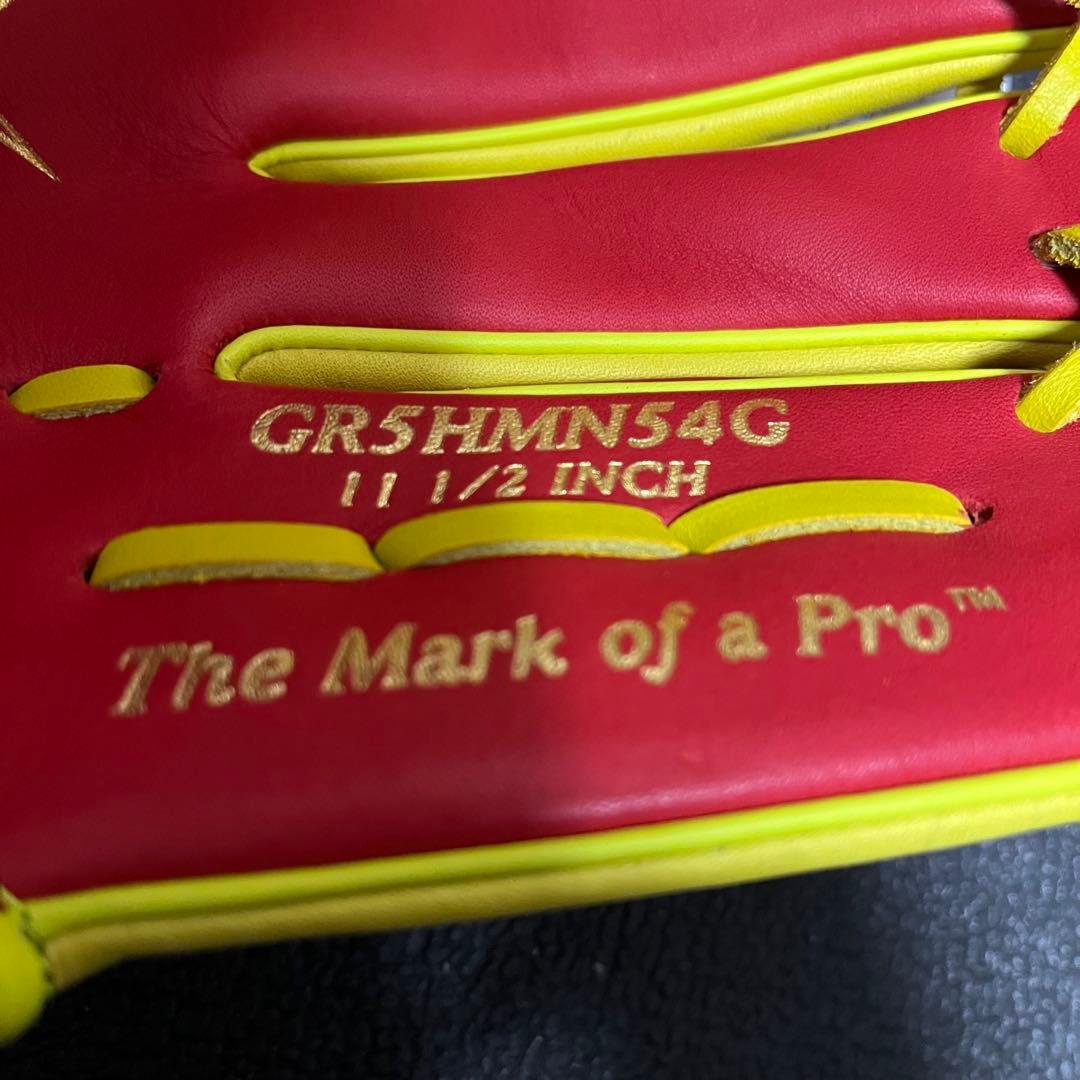 GR5HMN54G
11 1/2 INCH
The Mark of a Pro™